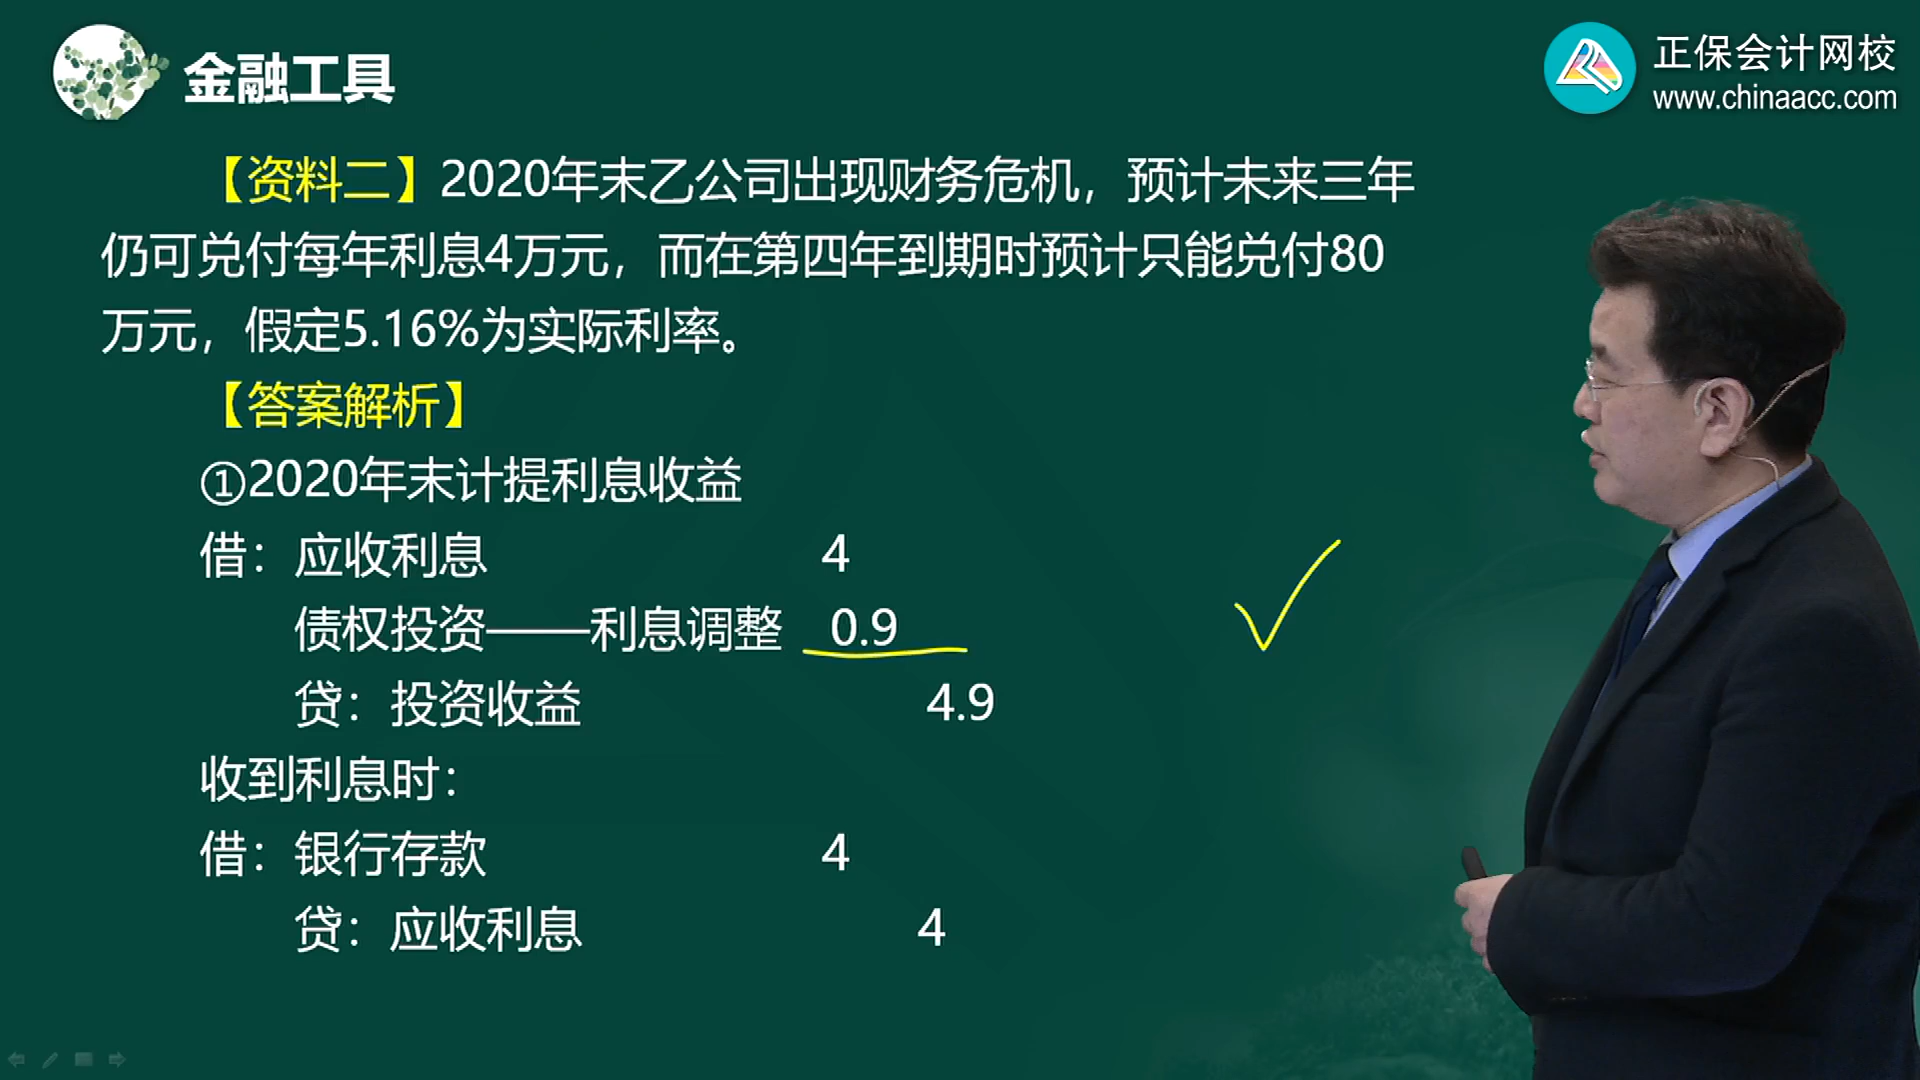 金融工具
正保会计网校
www.chinaacc.com
【资料二】2020年末乙公司出现财务危机，预计未来三年
仍可兑付每年利息4万元，而在第四年到期时预计只能兑付80
万元，假定5.16%为实际利率。
【答案解析】
①2020年末计提利息收益
借：应收利息 4
债权投资——利息调整 0.9
贷：投资收益 4.9
收到利息时：
借：银行存款 4
贷：应收利息 4